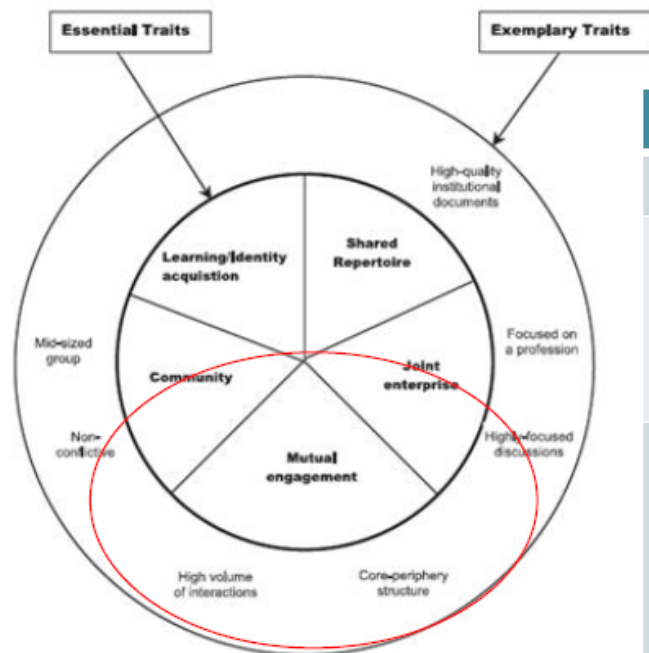 Essential Traits
Exemplary Traits
High-quality
institutional
documents
Learning/Identity
acquistion
Shared
Repertoire
Mid-sized
group
Focused on
a profession
Community
Joint
enterprise
Non-
conflictive
Highly-focused
discussions
Mutual
engagement
High volume
of interactions
Core-periphery
structure